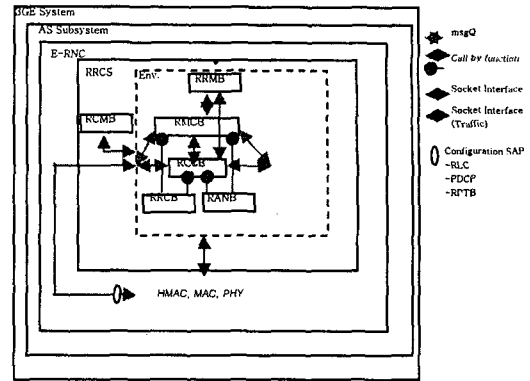 3GE System
AS Subsystem
E-RNC
RRCS
Env.
RRMB
RCMB
RMCB
RCCB
RRCB
RANB
HMAC, MAC, PHY
msgQ
Call by function
Socket Interface
Socket Interface
(Traffic)
Configuration SAP
-RLC
-PDCP
-RPTB